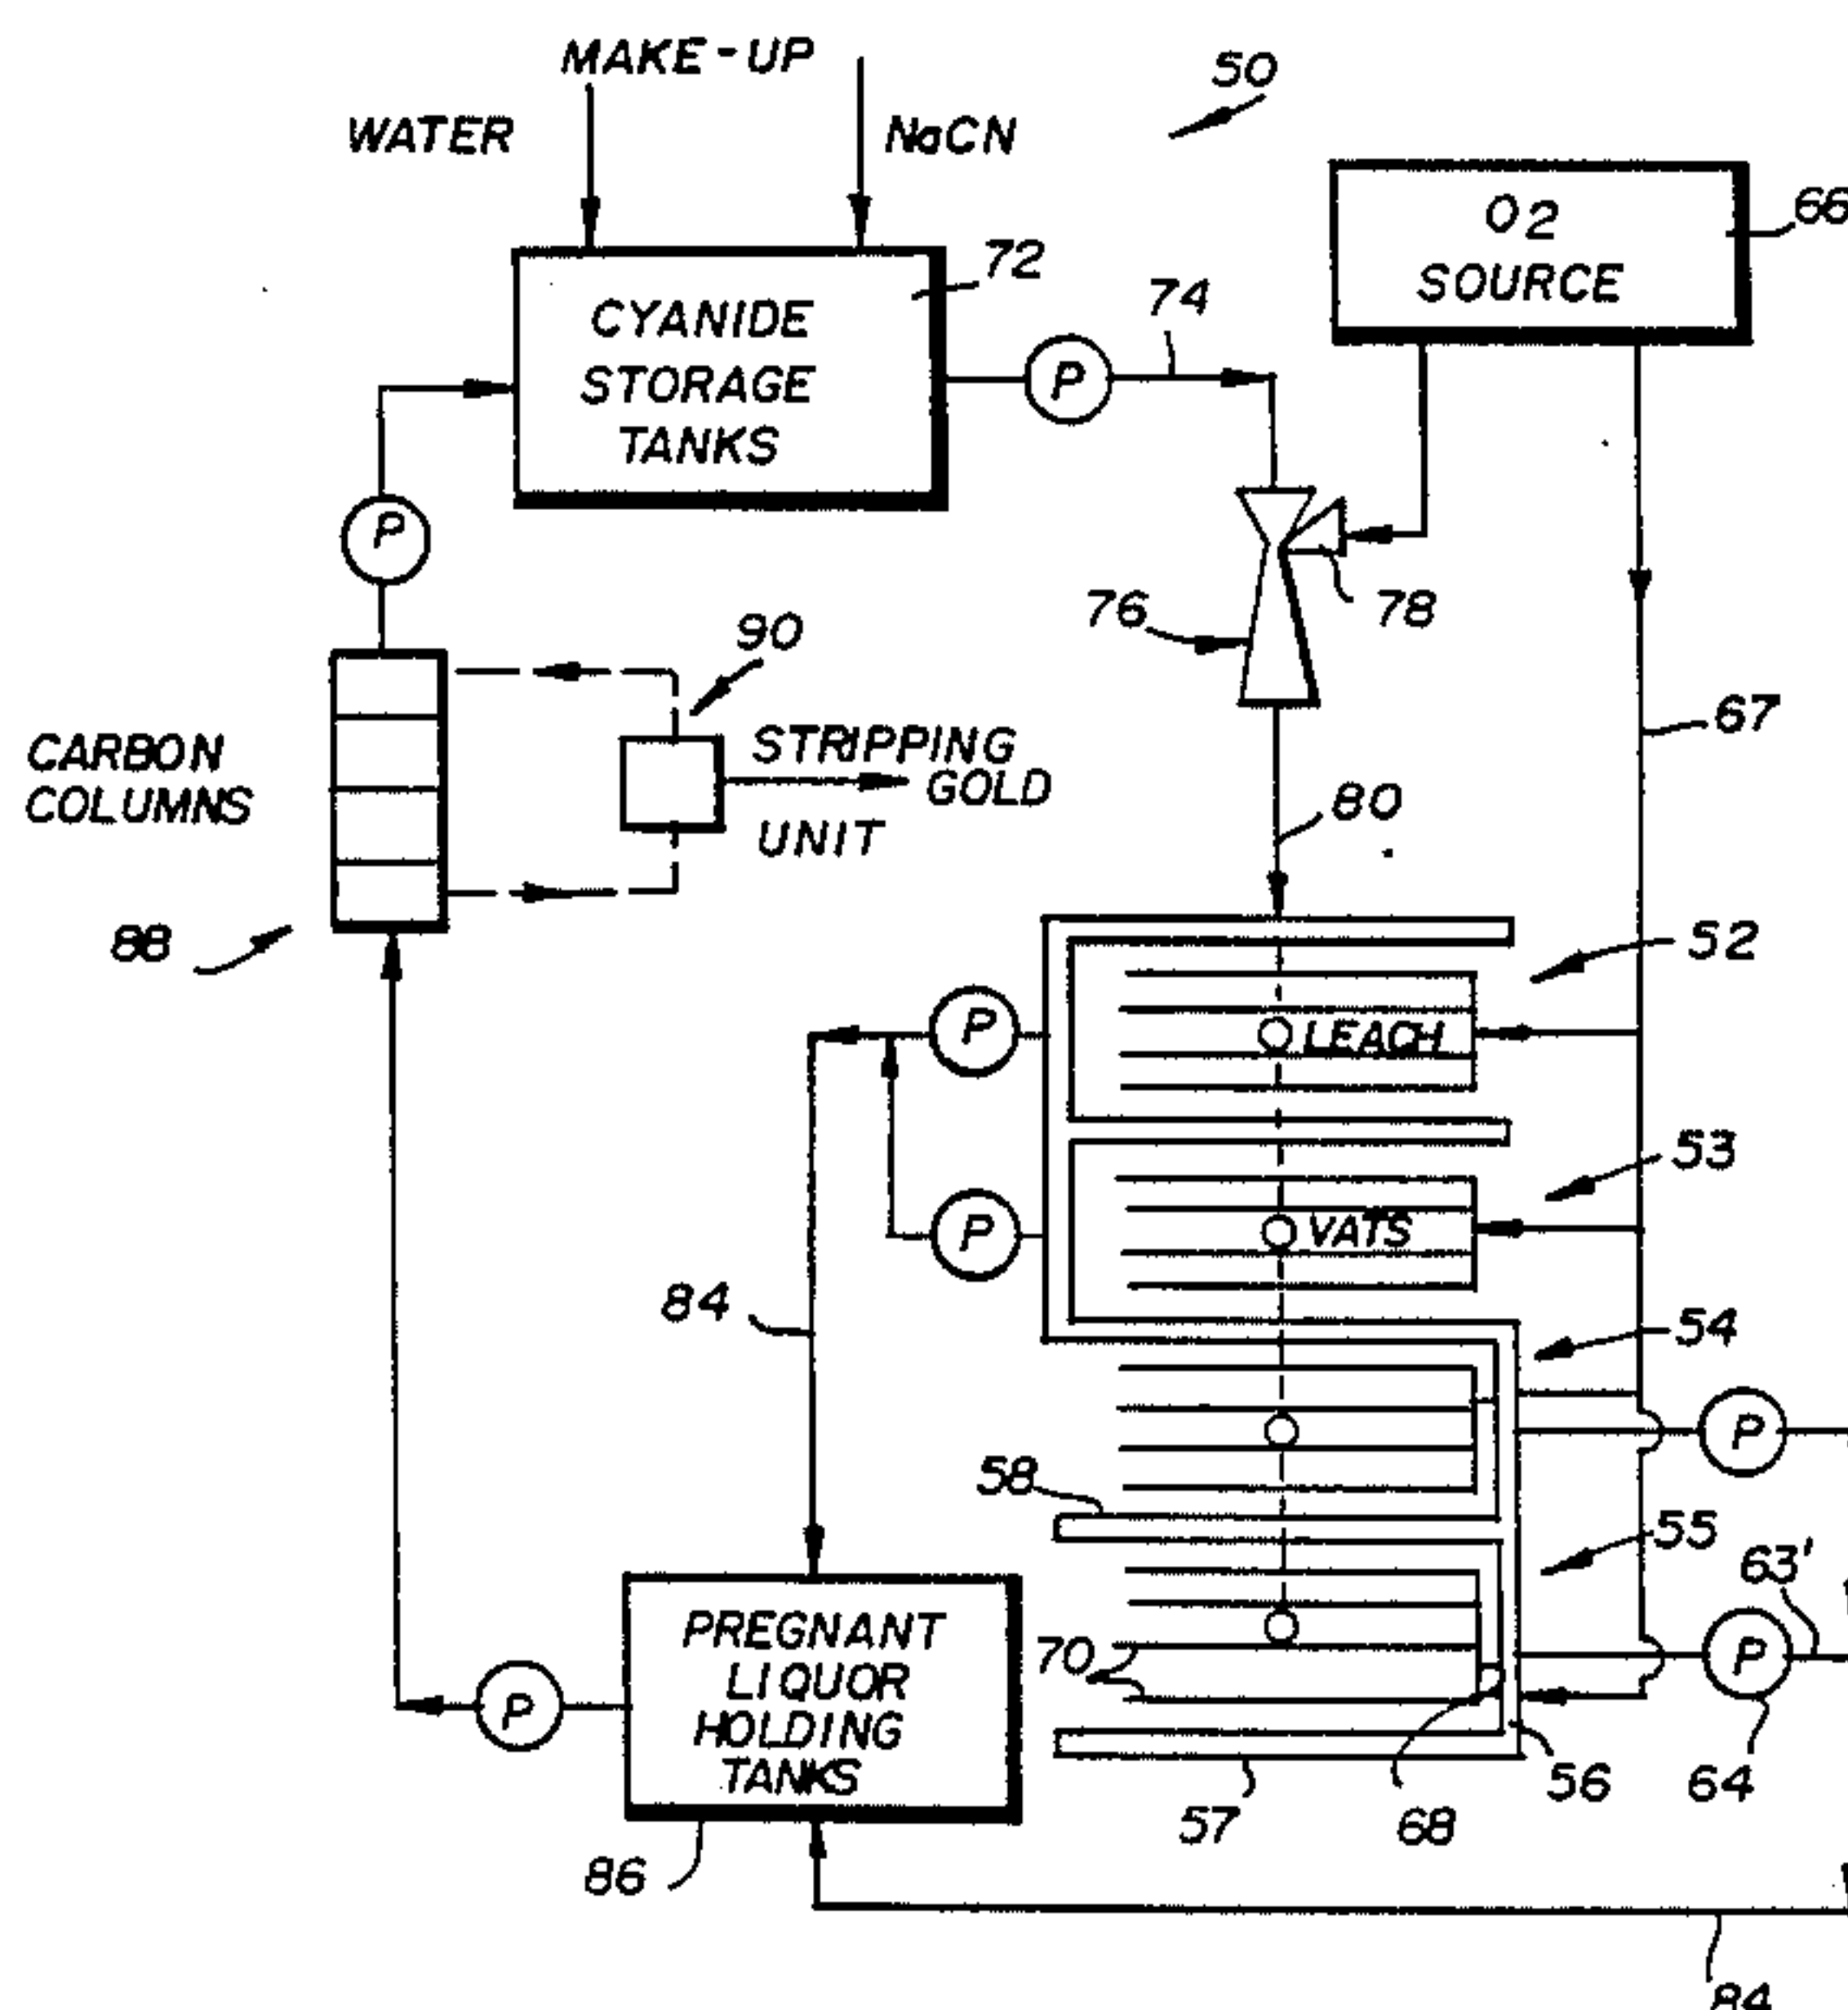 MAKE-UP
WATER
NaCN
50
O2
SOURCE
66
CYANIDE
STORAGE
TANKS
72
P
74
P
76
78
67
90
CARBON
COLUMNS
STRIPPING
GOLD
UNIT
88
80
52
P
LEACH
53
P
VATS
84
54
P
58
55
63'
PREGNANT
LIQUOR
HOLDING
TANKS
70
P
P
56
64
57
68
86
84